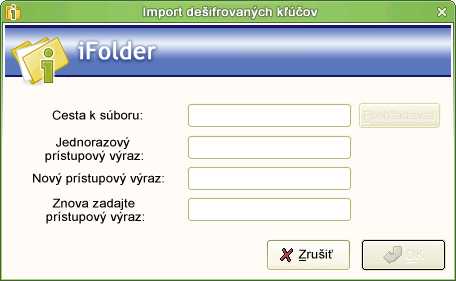 Import dešifrovaných kľúčov
iFolder
Cesta k súboru:
Prehľadávať
Jednorazový
prístupový výraz:
Nový prístupový výraz:
Znova zadajte
prístupový výraz:
Zrušiť
OK